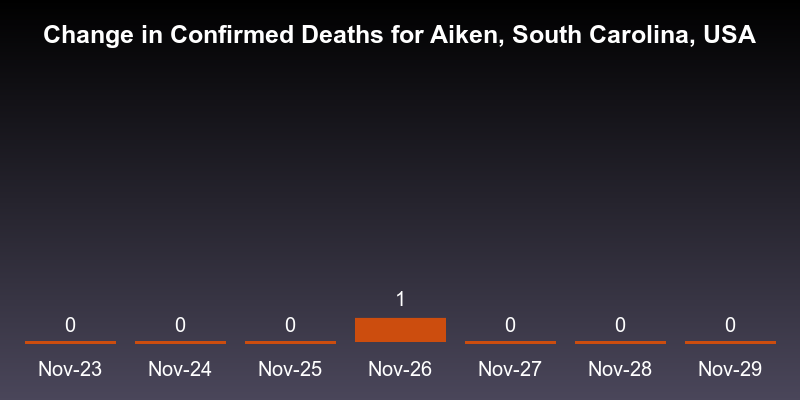 Change in Confirmed Deaths for Aiken, South Carolina, USA
1
0 0 0 0 0 0
Nov-23 Nov-24 Nov-25 Nov-26 Nov-27 Nov-28 Nov-29